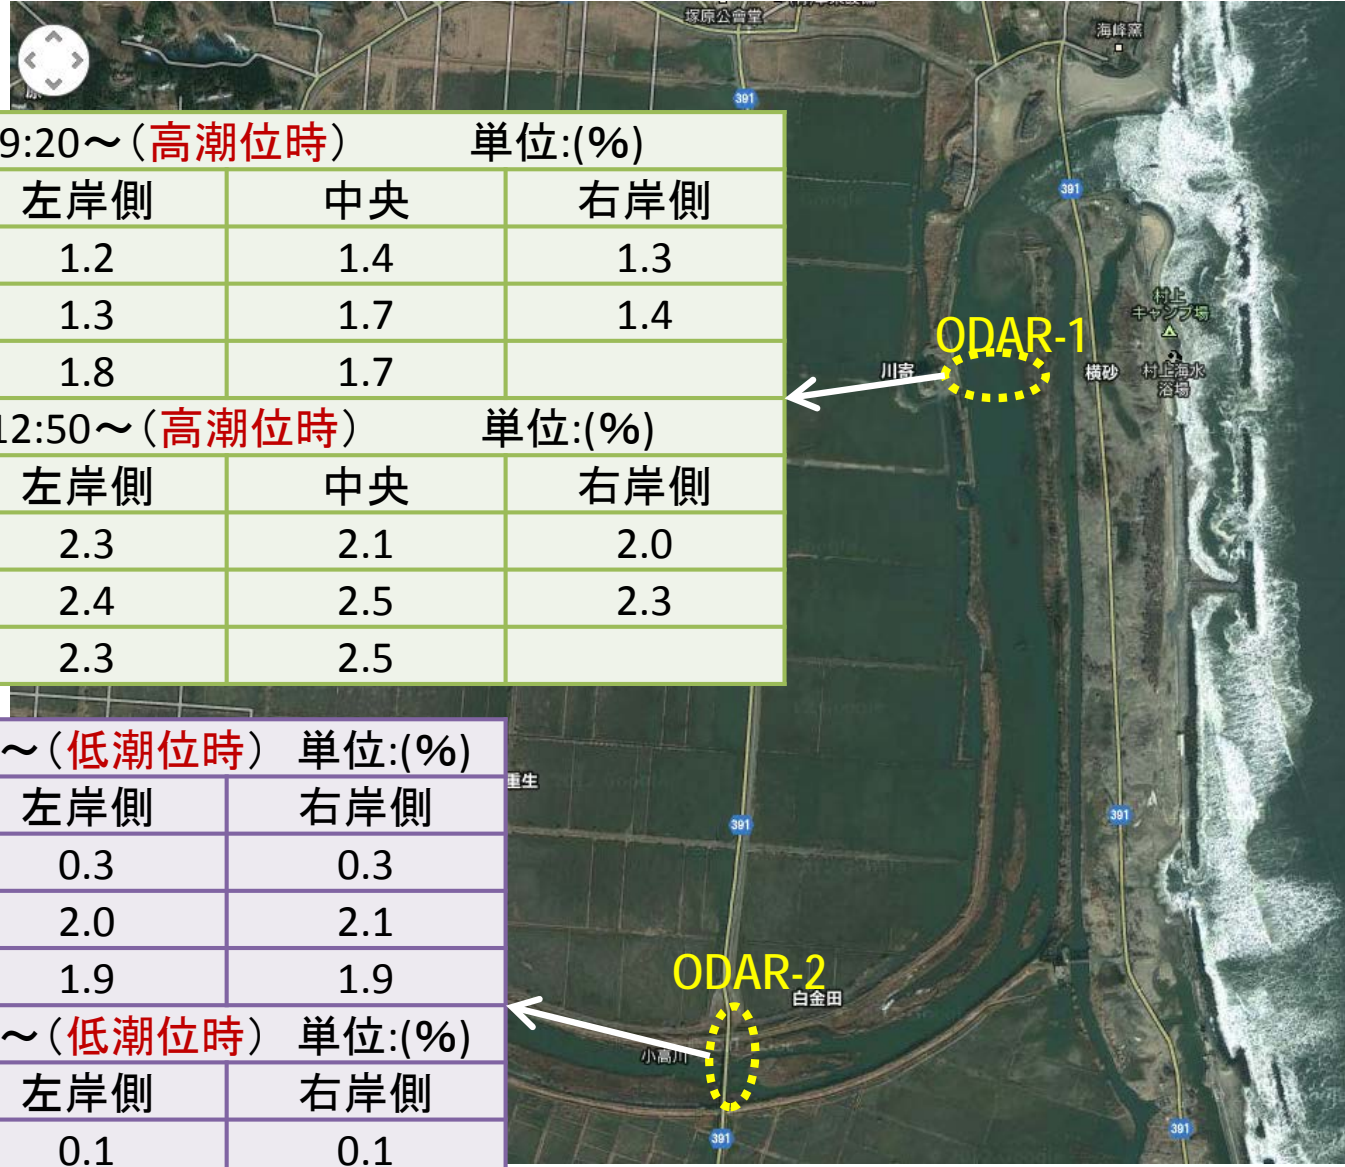 塚原公會堂
海峰窯
391
9:20～（高潮位時） 単位:(%)
左岸側 中央 右岸側
1.2 1.4 1.3
1.3 1.7 1.4
1.8 1.7
12:50～（高潮位時） 単位:(%)
左岸側 中央 右岸側
2.3 2.1 2.0
2.4 2.5 2.3
2.3 2.5
391
村上
キャンプ場
ODAR-1
川寄
横砂
村上海水
浴場
～（低潮位時） 単位:(%)
左岸側 右岸側
0.3 0.3
2.0 2.1
1.9 1.9
～（低潮位時） 単位:(%)
左岸側 右岸側
0.1 0.1
重生
391
391
ODAR-2
白金田
小高川
391
391